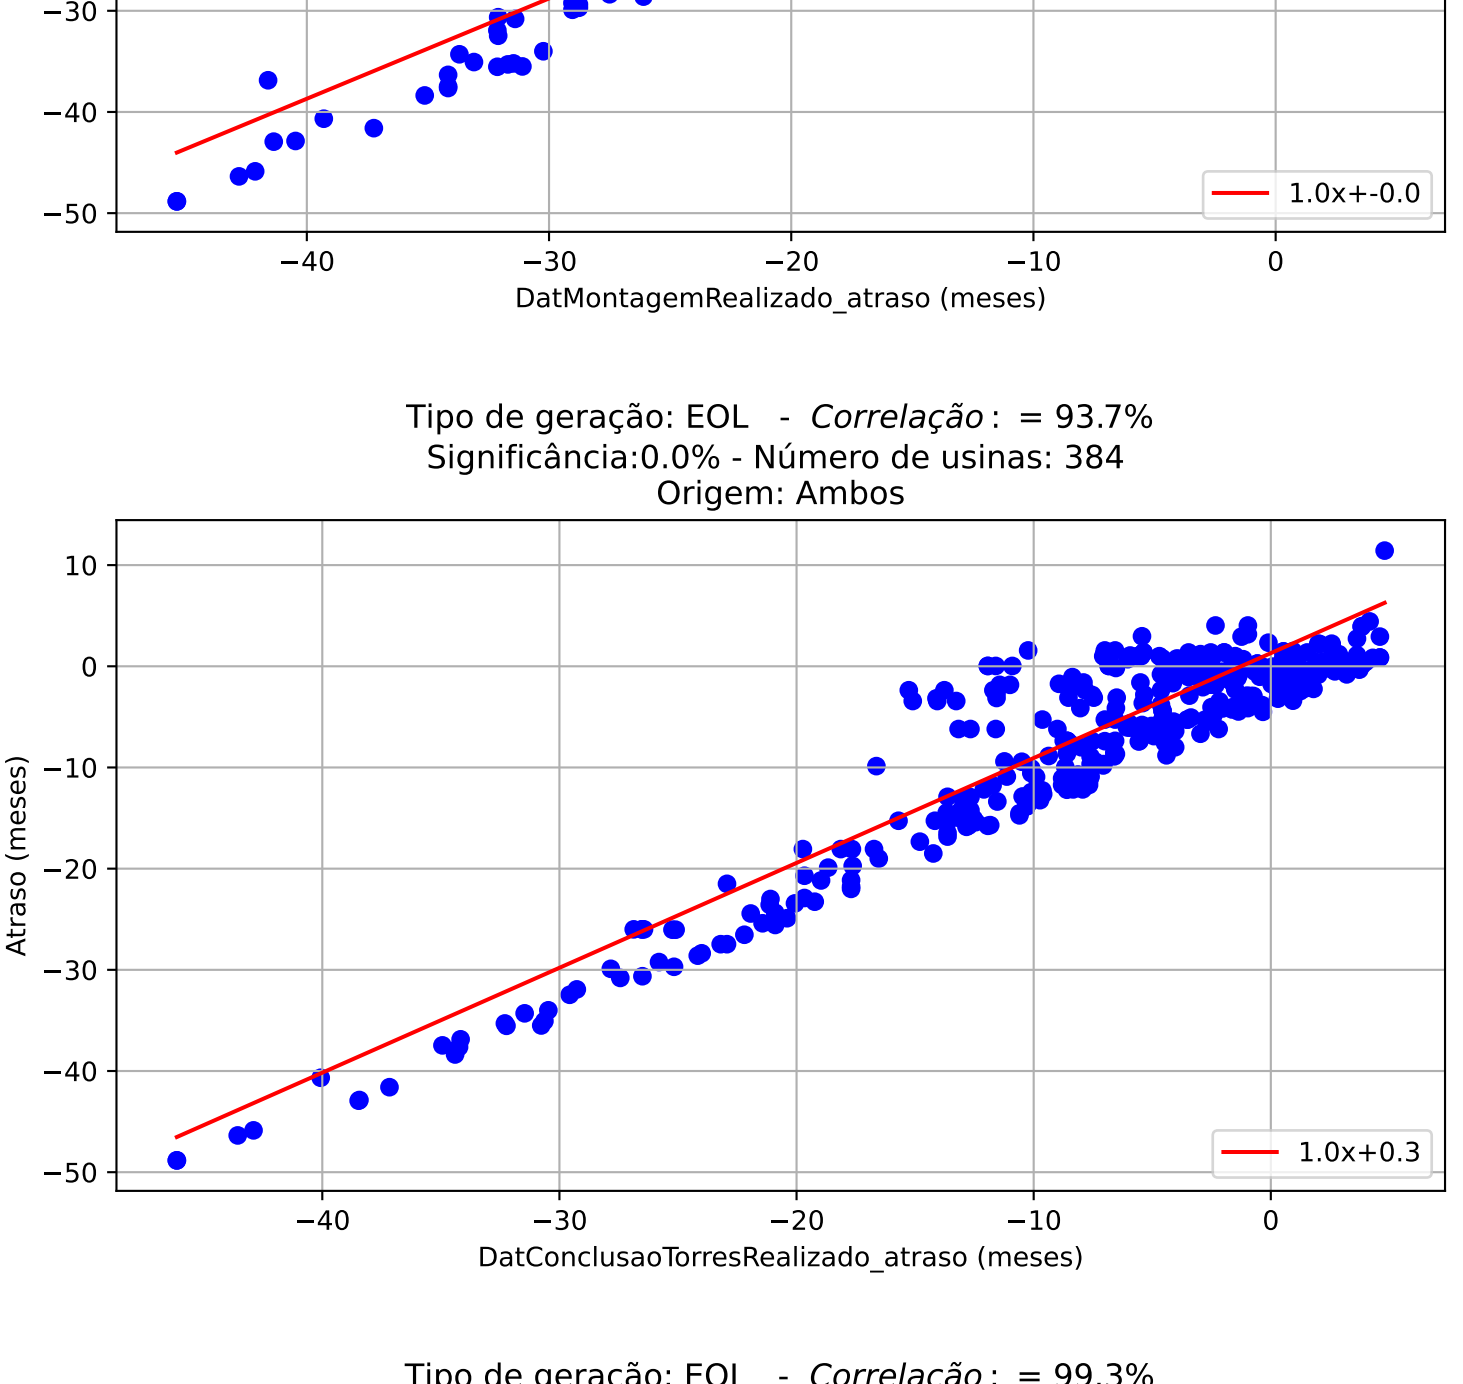 −30
−40
−50
1.0x+-0.0
−40 −30 −20 −10 0
DatMontagemRealizado_atraso (meses)
Tipo de geração: EOL - Correlação : = 93.7%
Significância:0.0% - Número de usinas: 384
Origem: Ambos
10
0
−10
−20
−30
−40
−50
Atraso (meses)
1.0x+0.3
−40 −30 −20 −10 0
DatConclusaoTorresRealizado_atraso (meses)
Tipo de geração: EOL - Correlação : = 99.3%